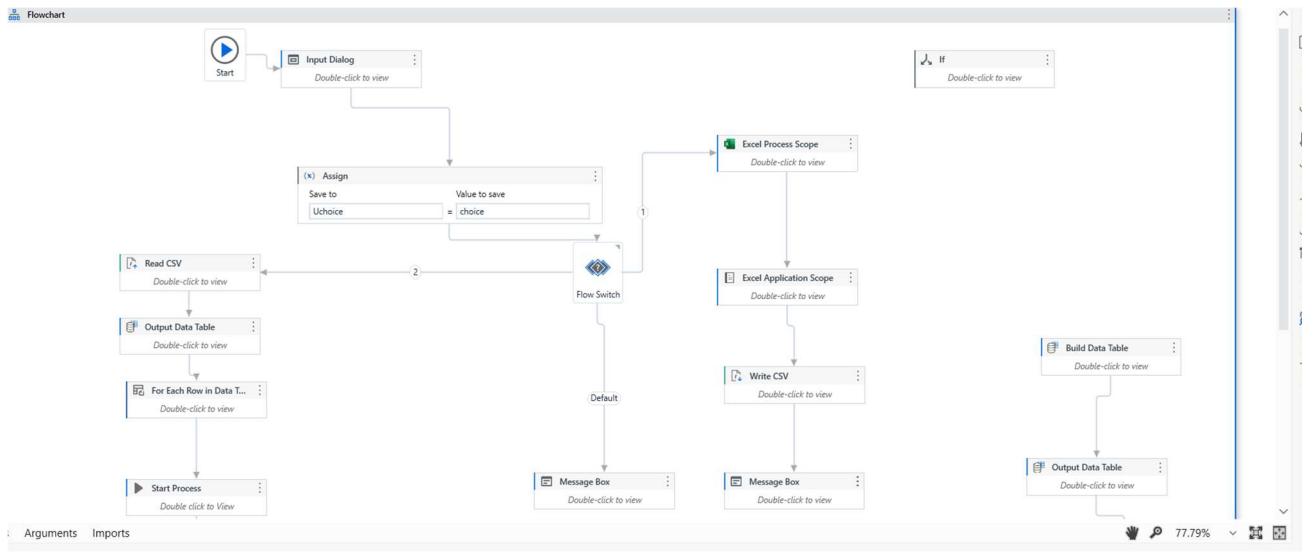 Flowchart
Start
Input Dialog
Double-click to view
If
Double-click to view
Excel Process Scope
Double-click to view
(x) Assign
Save to Value to save
Uchoice = choice
1
Read CSV
Double-click to view
2
Flow Switch
Excel Application Scope
Double-click to view
Output Data Table
Double-click to view
Build Data Table
Double-click to view
For Each Row in Data T...
Double-click to view
Write CSV
Double-click to view
Default
Start Process
Double click to View
Message Box
Double-click to view
Message Box
Double-click to view
Output Data Table
Double-click to view
Arguments Imports 77.79%